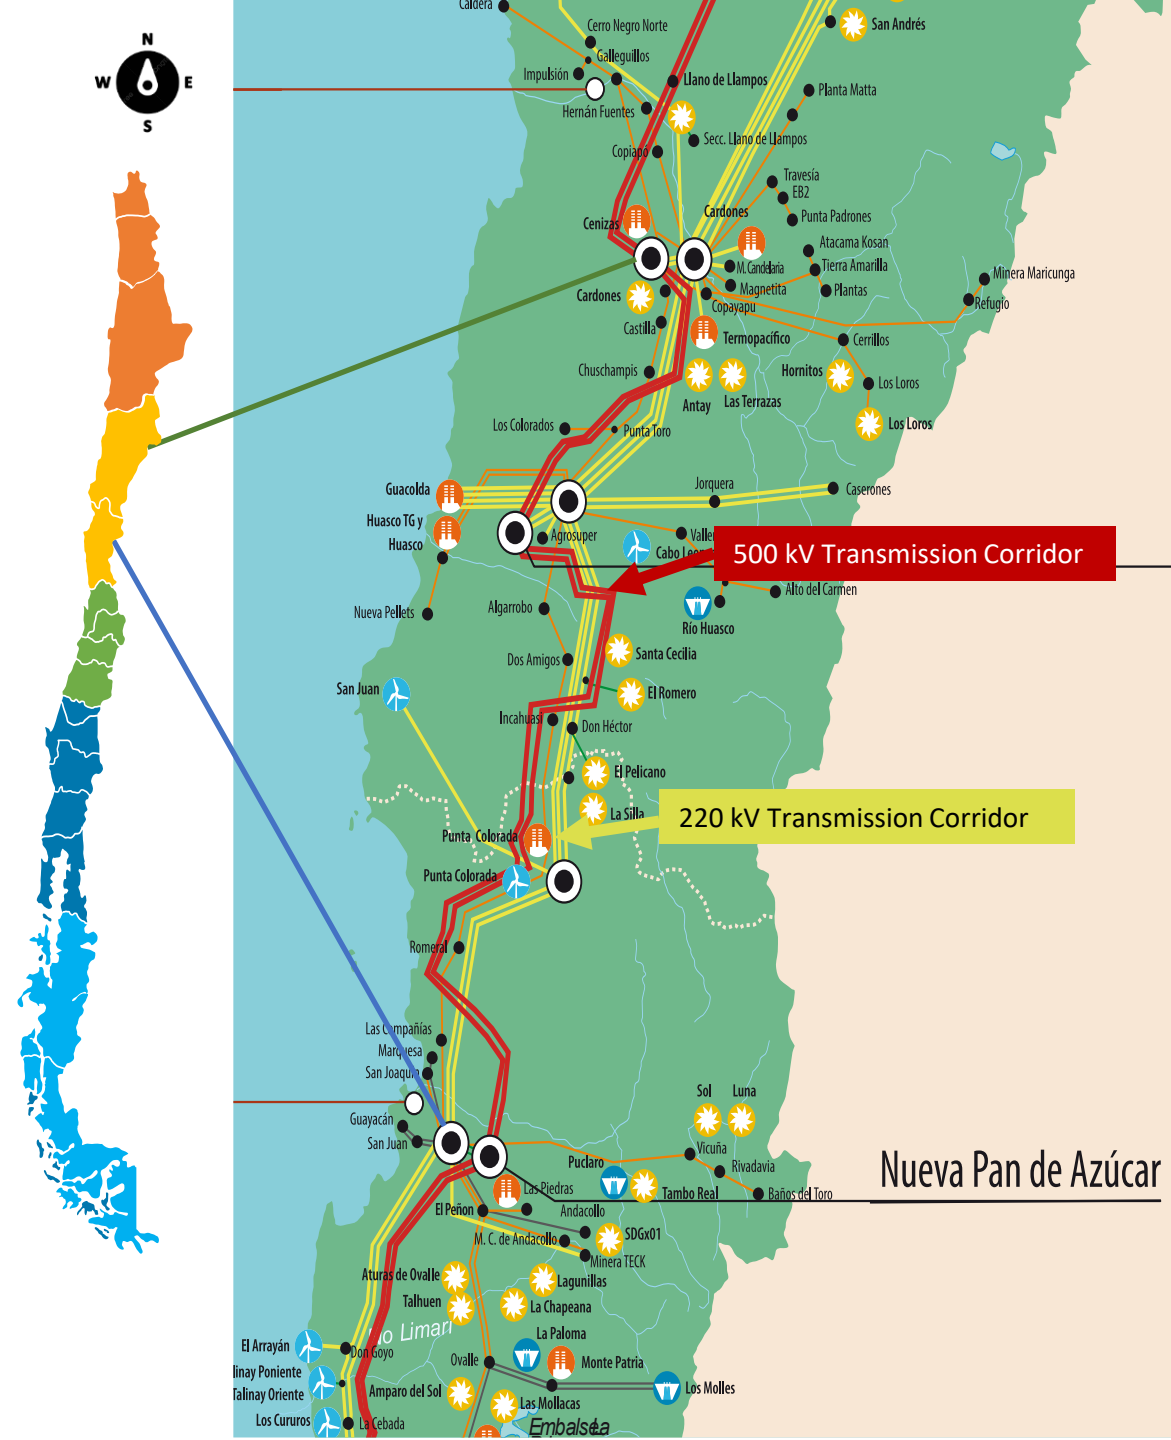 N
W E
S
Caldera
San Andrés
Cerro Negro Norte
Galleguillos
Impulsión
Llano de Llampos
Planta Matta
Hernán Fuentes
Secc. Llano de Llampos
Copiapó
Travesía
EB2
Punta Padrones
Cenizas
Cardones
Atacama Kosan
M. Candelaria
Tierra Amarilla
Minera Maricunga
Cardones
Magnetita
Plantas
Copayapu
Refugio
Castilla
Termopacífico
Cerrillos
Chuschampis
Hornitos
Los Loros
Antay
Las Terrazas
Los Colorados
Punta Toro
Los Loros
Guacolda
Jorquera
Caserones
Huasco TG y
Huasco
Agrosuper
500 kV Transmission Corridor
Nueva Pellets
Algarrobo
Alto del Carmen
Río Huasco
Dos Amigos
Santa Cecilia
San Juan
El Romero
Incahuasi
Don Héctor
El Pelicano
La Silla
220 kV Transmission Corridor
Punta Colorada
Punta Colorada
Romeral
Las Compañías
Marquesa
San Joaquín
Sol
Luna
Guayacán
San Juan
Vicuña
Puclaro
Rivadavia
Nueva Pan de Azúcar
Las Piedras
Tambo Real
Baños del Toro
El Peñon
Andacollo
M. C. de Andacollo
SDGx01
Minera TECK
Aturas de Ovalle
Lagunillas
Talhuen
La Chapeana
Limarí
La Paloma
El Arrayán
Don Goyo
Ovalle
Monte Patria
linay Poniente
Talinay Oriente
Amparo del Sol
Los Molles
Las Mollacas
Los Cururos
La Cebada
Embalse La